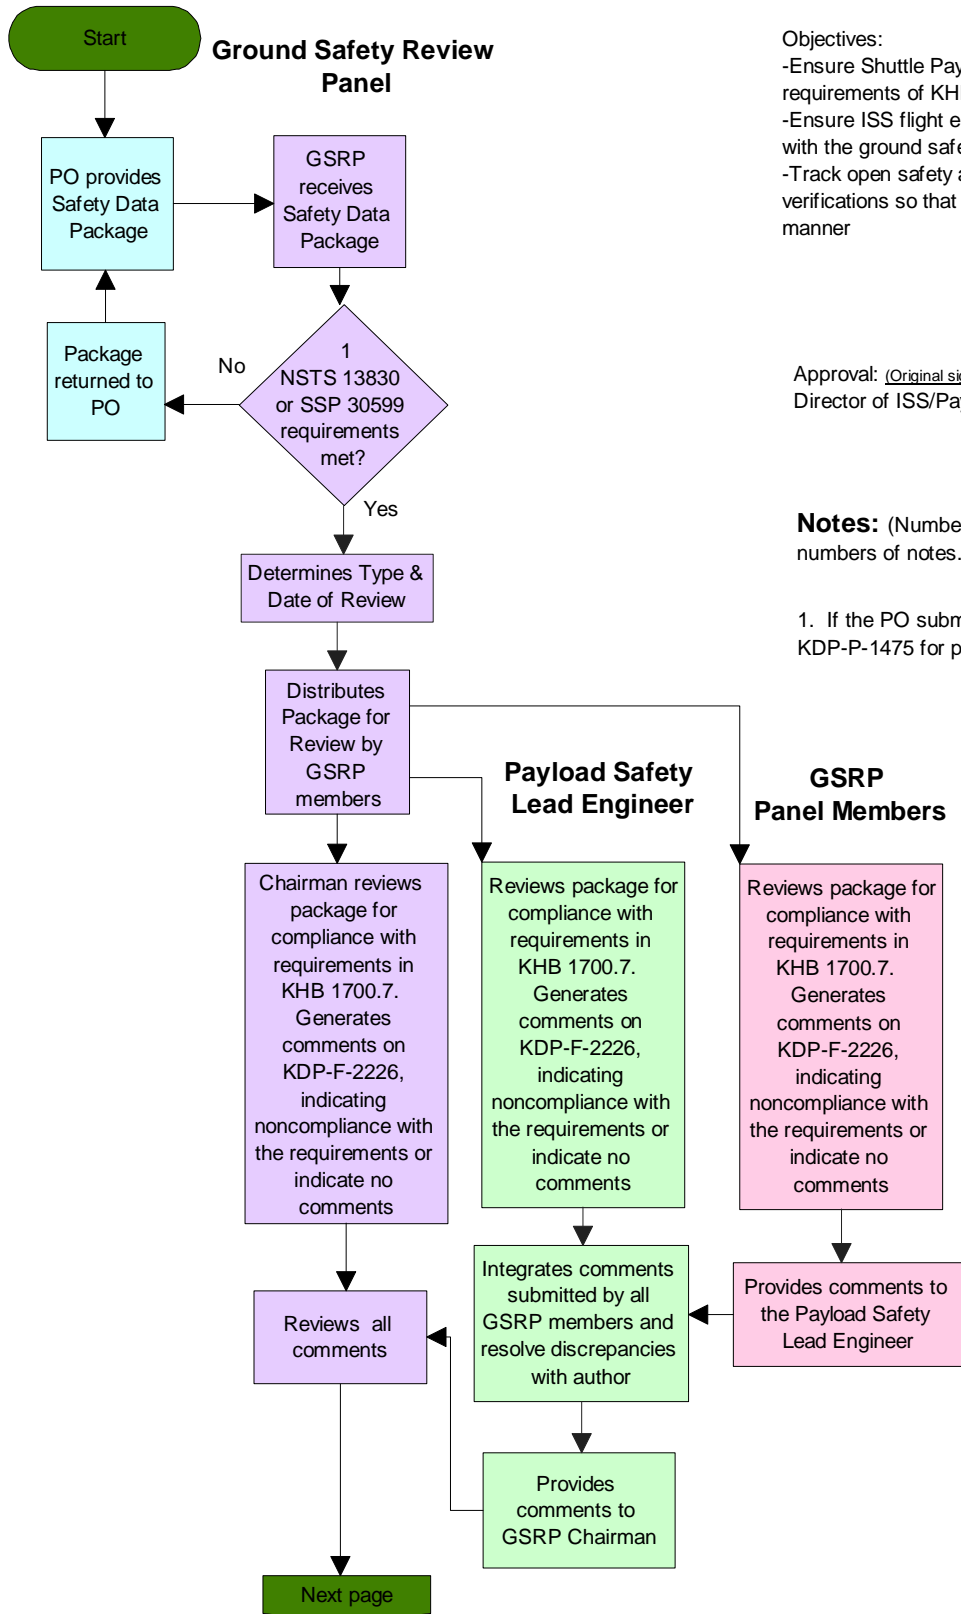 Start
Ground Safety Review
Panel
PO provides
Safety Data
Package
GSRP
receives
Safety Data
Package
Package
returned to
PO
No
1
NSTS 13830
or SSP 30599
requirements
met?
Yes
Determines Type &
Date of Review
Distributes
Package for
Review by
GSRP
members
Payload Safety
Lead Engineer
GSRP
Panel Members
Chairman reviews
package for
compliance with
requirements in
KHB 1700.7.
Generates
comments on
KDP-F-2226,
indicating
noncompliance with
the requirements or
indicate no
comments
Reviews package for
compliance with
requirements in
KHB 1700.7.
Generates
comments on
KDP-F-2226,
indicating
noncompliance with
the requirements or
indicate no
comments
Reviews package for
compliance with
requirements in
KHB 1700.7.
Generates
comments on
KDP-F-2226,
indicating
noncompliance with
the requirements or
indicate no
comments
Reviews all
comments
Integrates comments
submitted by all
GSRP members and
resolve discrepancies
with author
Provides comments to
the Payload Safety
Lead Engineer
Provides
comments to
GSRP Chairman
Next page
Objectives:
-Ensure Shuttle Pay
requirements of KH
-Ensure ISS flight e
with the ground safe
-Track open safety a
verifications so that
manner
Approval: (Original si
Director of ISS/Pa
Notes: (Numbe
numbers of notes.
1. If the PO subm
KDP-P-1475 for p